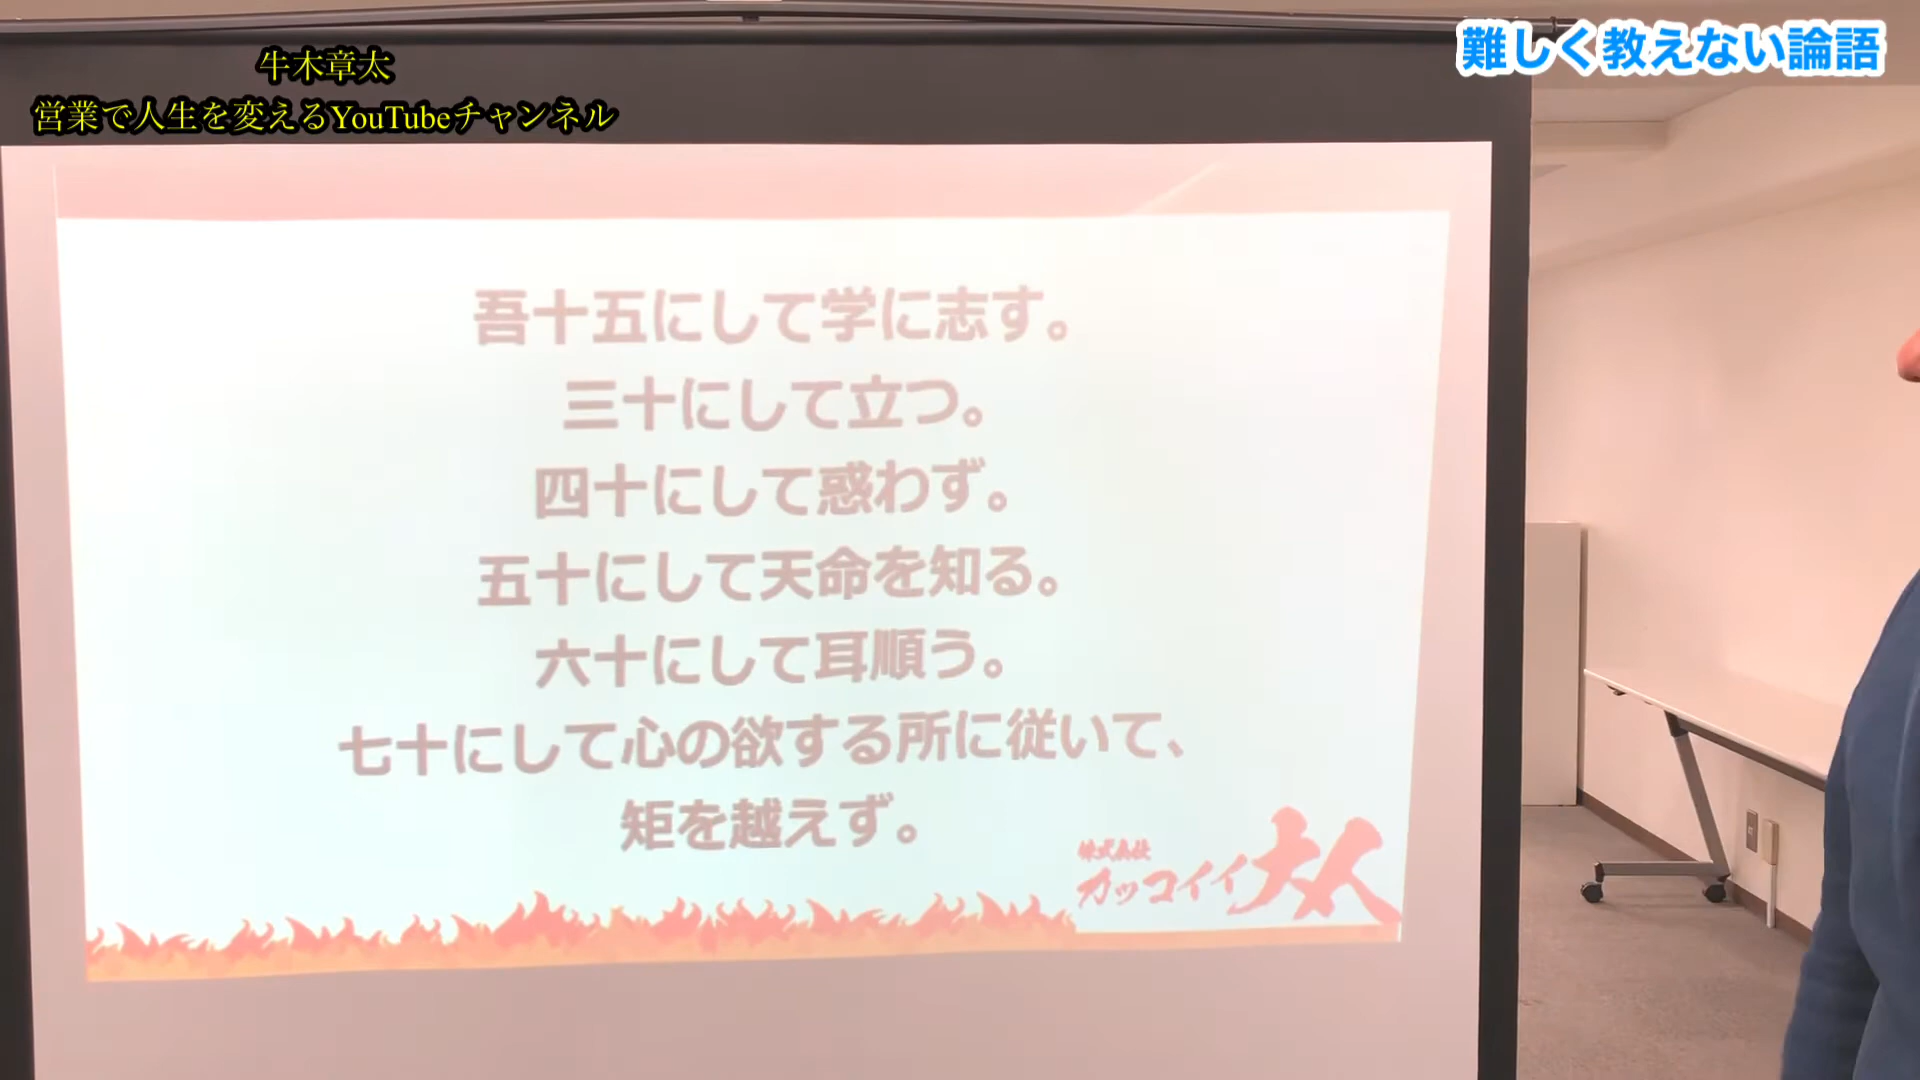 牛木章太
営業で人生を変えるYouTubeチャンネル
難しく教えない論語
吾十五にして学に志す。
三十にして立つ。
四十にして惑わず。
五十にして天命を知る。
六十にして耳順う。
七十にして心の欲する所に従いて、
矩を越えず。
株式会社
カッコイイ大人